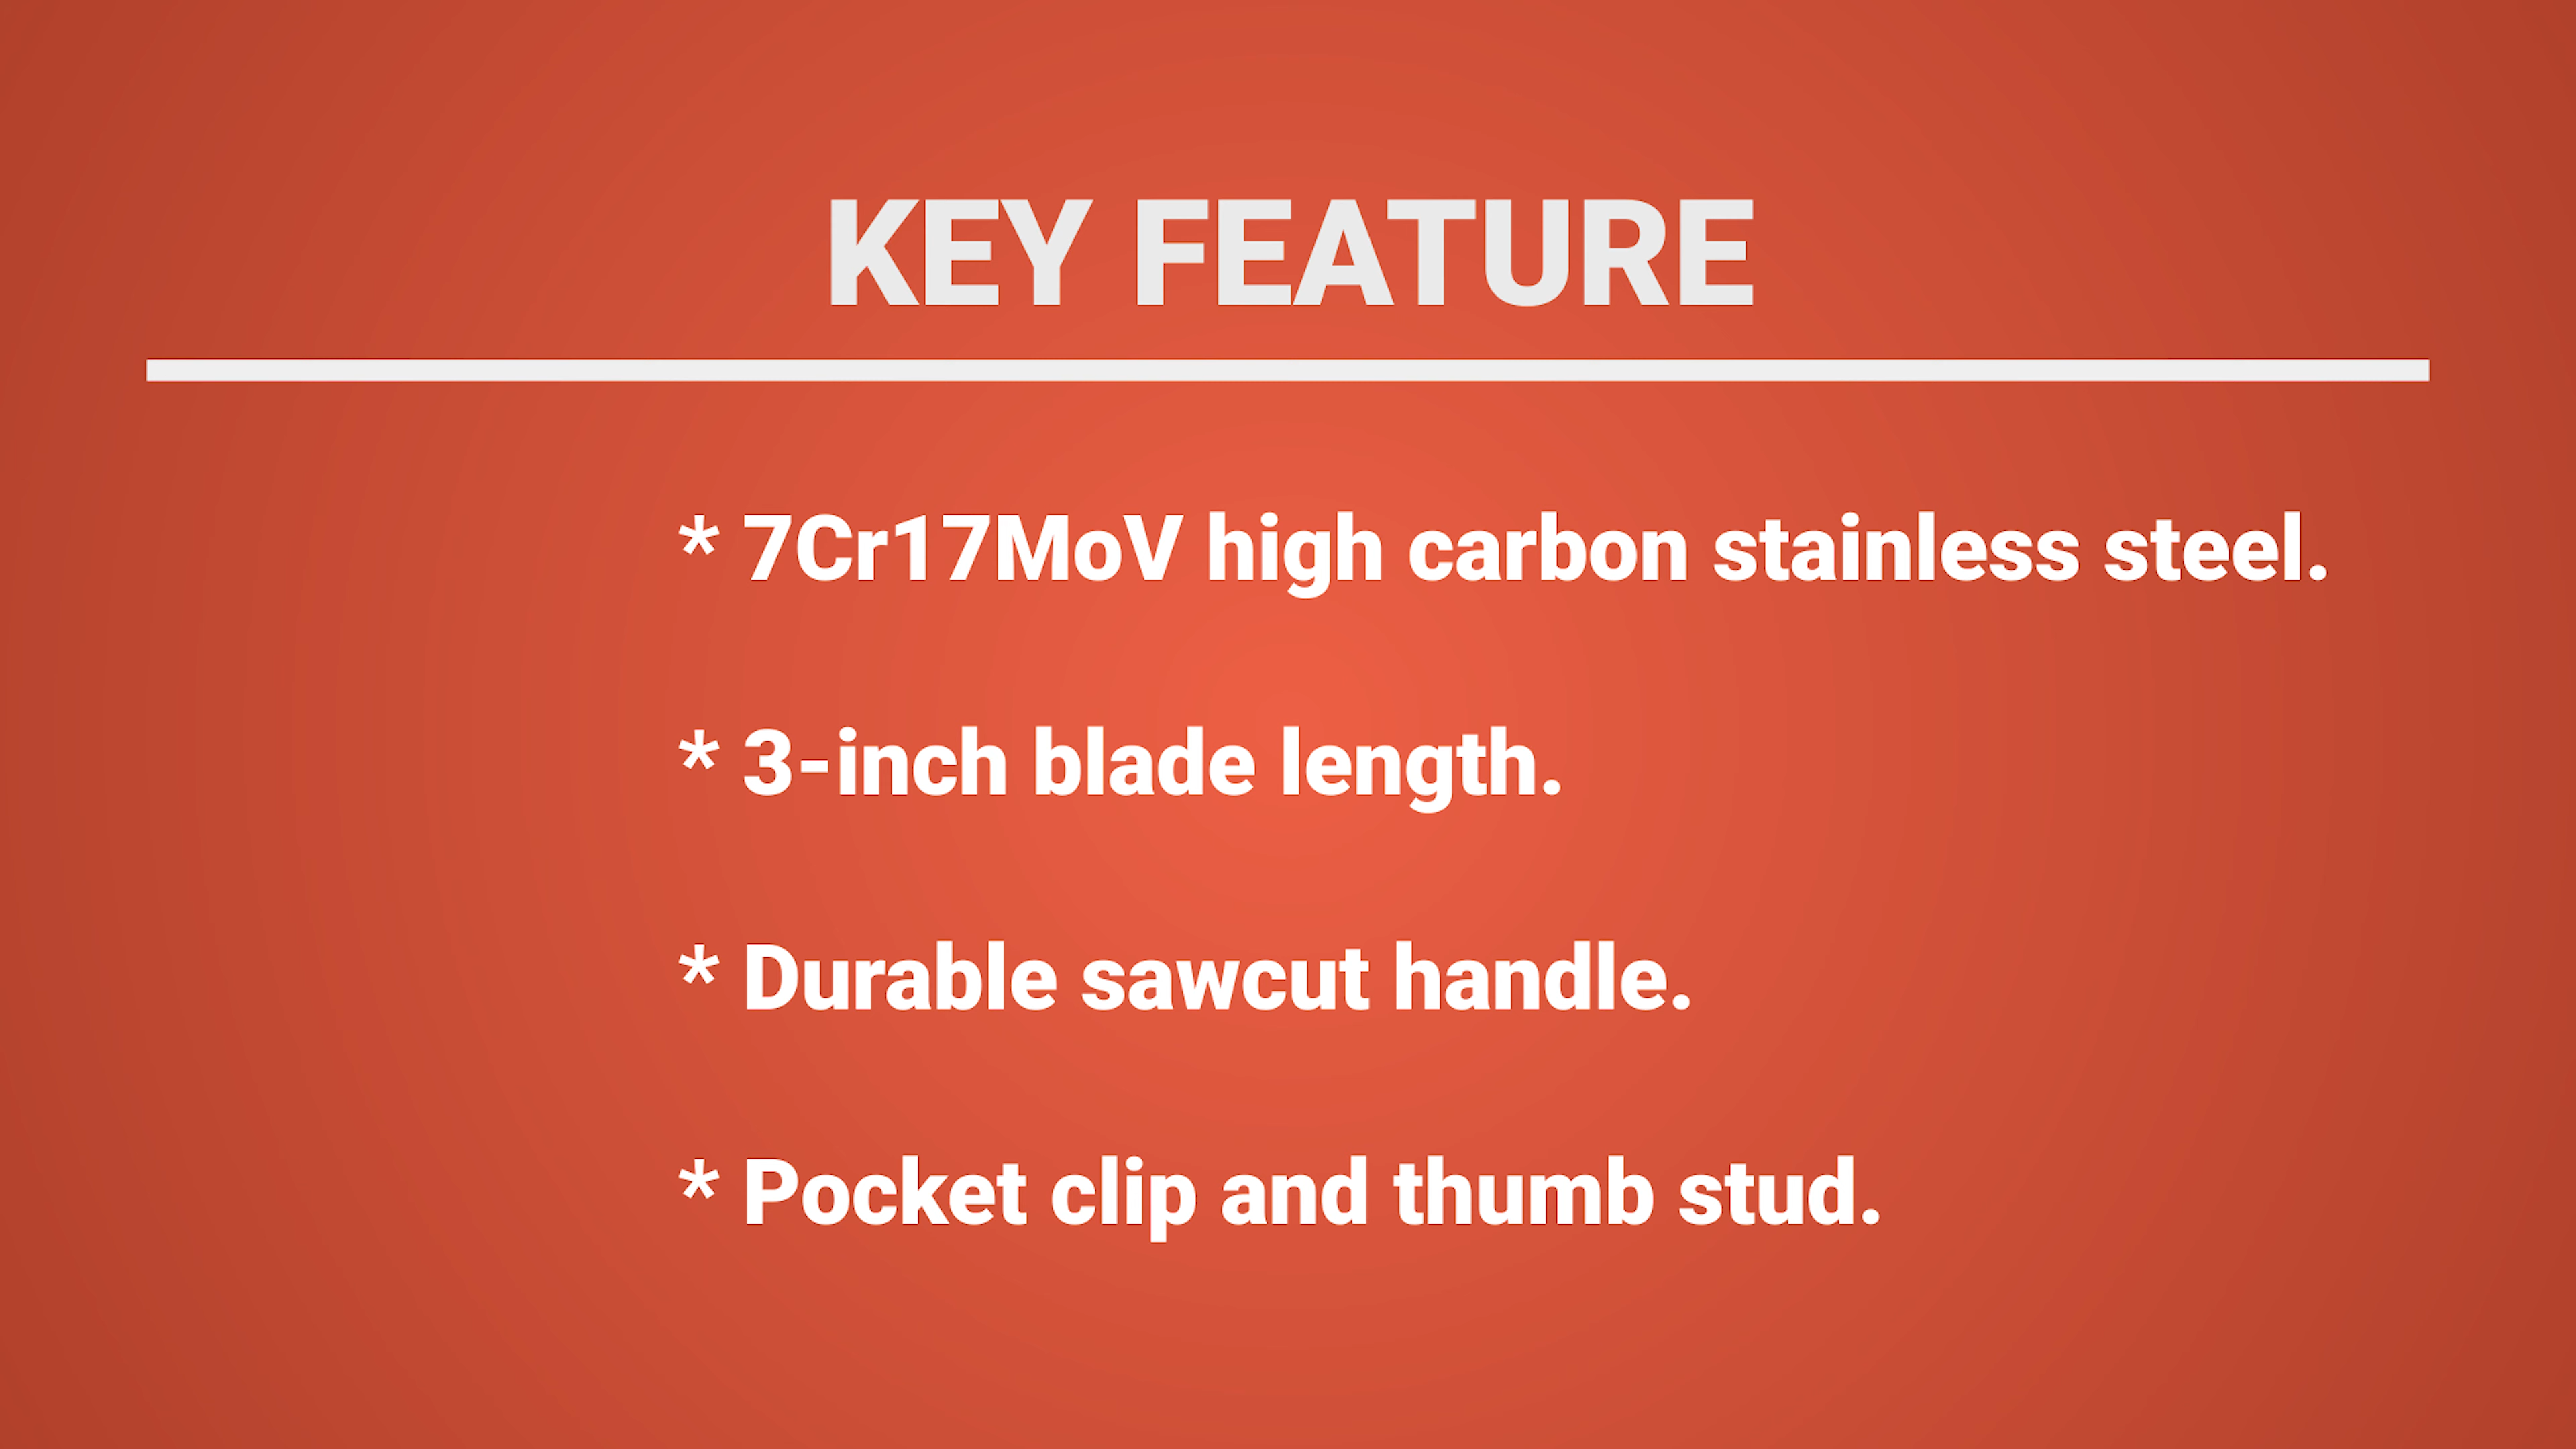 KEY FEATURE
* 7Cr17MoV high carbon stainless steel.
* 3-inch blade length.
* Durable sawcut handle.
* Pocket clip and thumb stud.